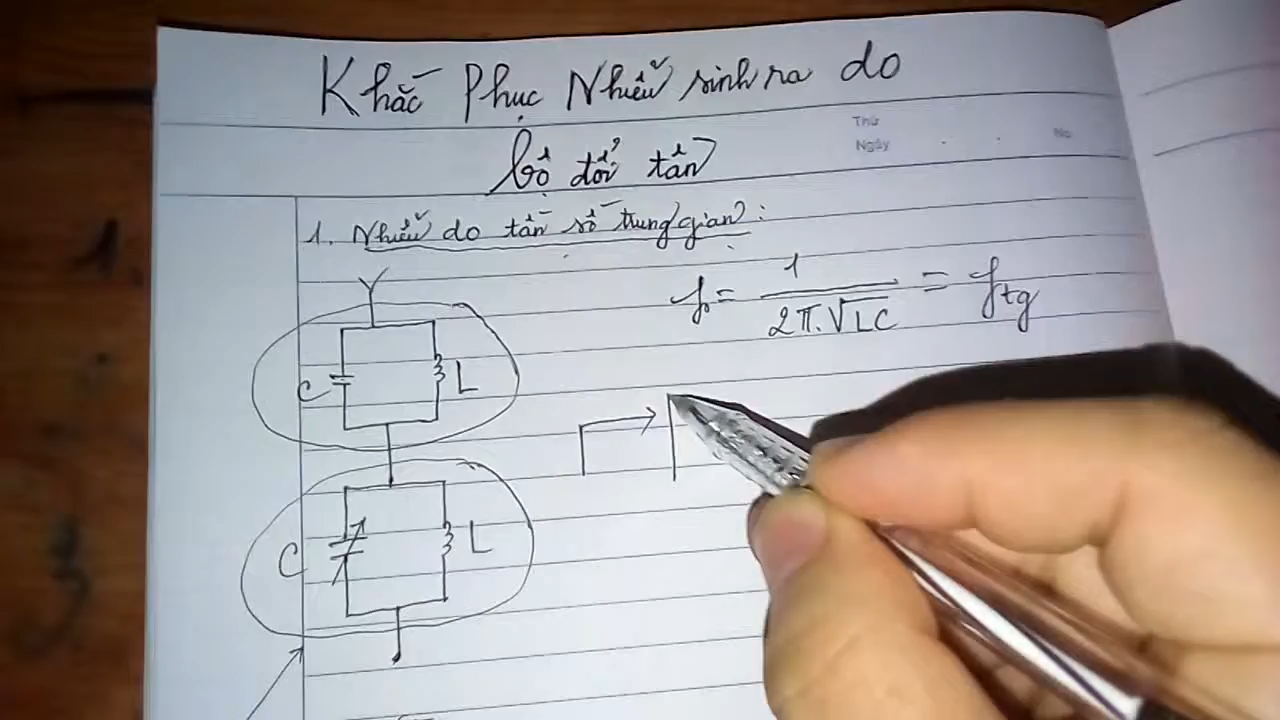 Khắc Phục Nhiễu sinh ra do
bộ đổi tần
Thứ
Ngày
No
1. Nhiễu do tần số trung gian:
f₀ = 1 / 2π.√LC = ftg
C
L
C
L